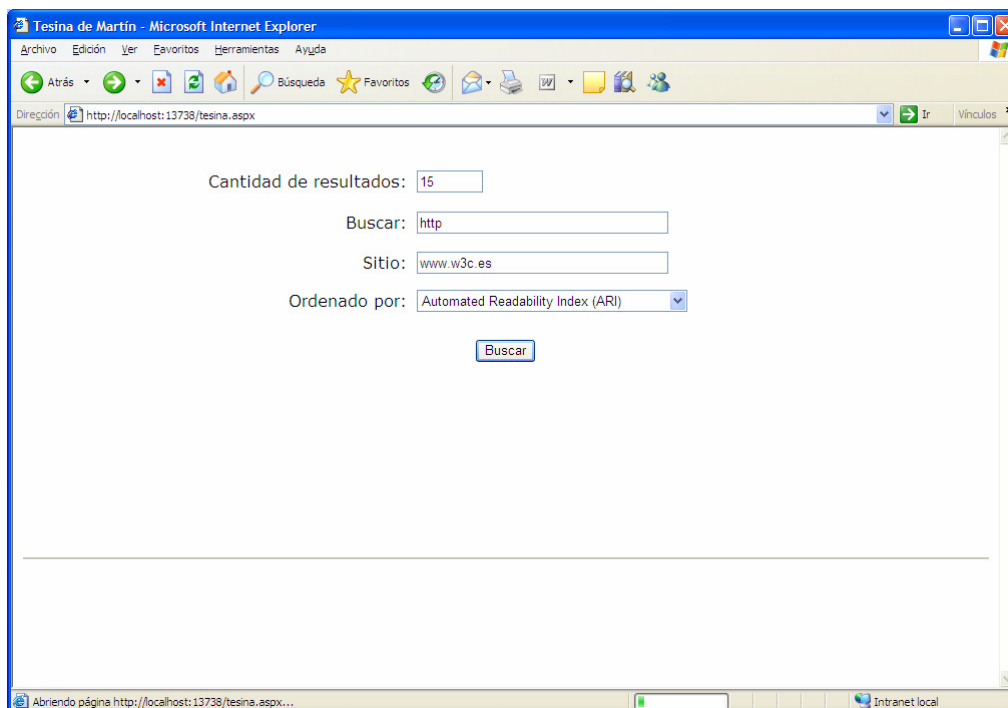 Tesina de Martín - Microsoft Internet Explorer
Archivo Edición Ver Favoritos Herramientas Ayuda
Atrás Búsqueda Favoritos
Dirección http://localhost:13738/tesina.aspx Ir Vínculos
Cantidad de resultados: 15
Buscar: http
Sitio: www.w3c.es
Ordenado por: Automated Readability Index (ARI)
Buscar
Abriendo página http://localhost:13738/tesina.aspx... Intranet local